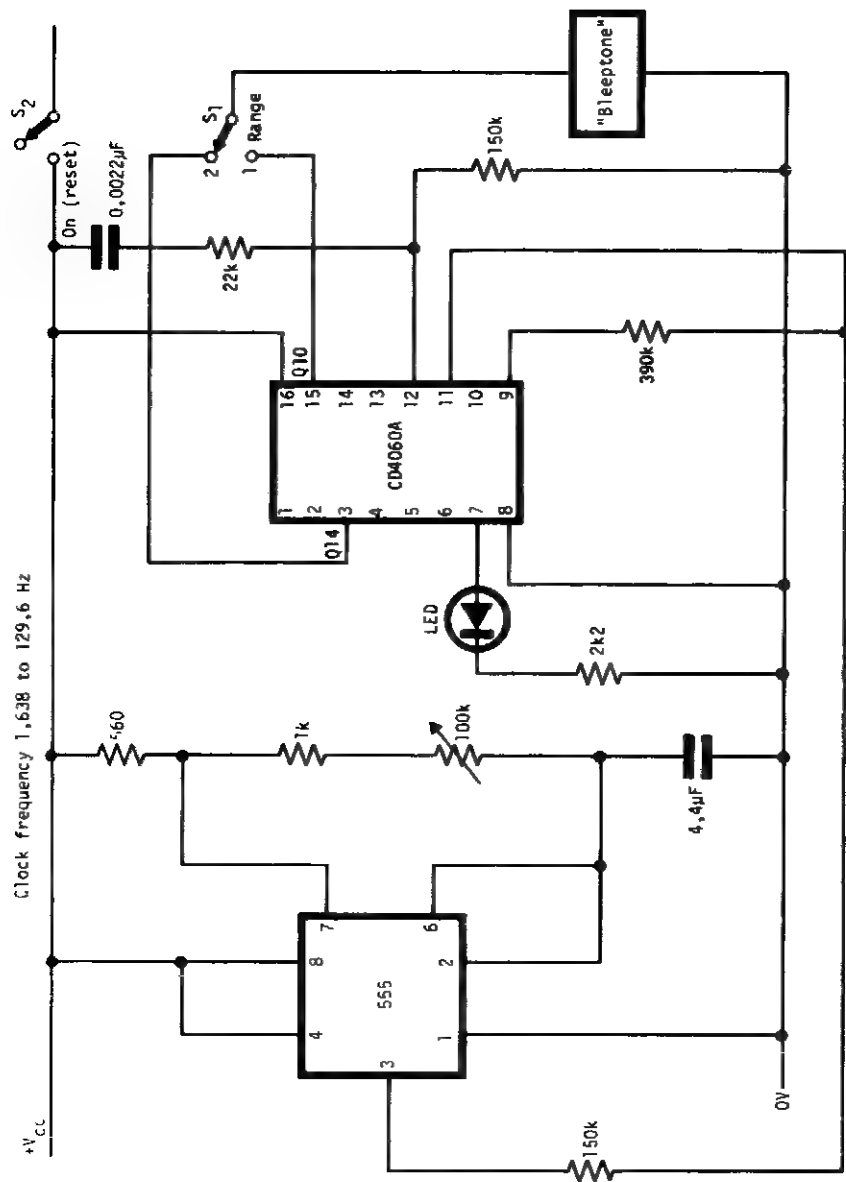 Clock frequency 1,638 to 129,6 Hz
+Vcc
S2
On (reset)
0,0022µF
22k
S1
2
1
Range
"Bleeptone"
150k
560
1k
100k
4,4µF
555
4
8
7
3
6
1
2
150k
LED
2k2
CD4060A
Q14
Q10
1
2
3
4
5
6
7
8
16
15
14
13
12
11
10
9
390k
0V